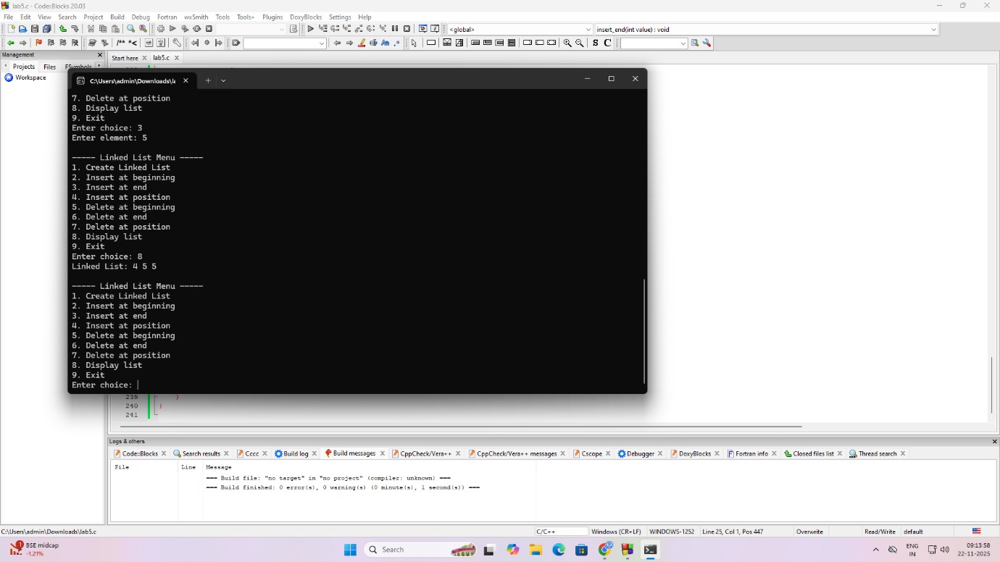 lab5.c - Code::Blocks 20.03
File Edit View Search Project Build Debug Fortran wxSmith Tools Tools+ Plugins DoxyBlocks Settings Help
<global>
insert_end(int value) : void
Management
Start here
lab5.c
Projects Files FSymbols
Workspace
C:\Users\admin\Downloads\la
7. Delete at position
8. Display list
9. Exit
Enter choice: 3
Enter element: 5
----- Linked List Menu -----
1. Create Linked List
2. Insert at beginning
3. Insert at end
4. Insert at position
5. Delete at beginning
6. Delete at end
7. Delete at position
8. Display list
9. Exit
Enter choice: 8
Linked List: 4 5 5
----- Linked List Menu -----
1. Create Linked List
2. Insert at beginning
3. Insert at end
4. Insert at position
5. Delete at beginning
6. Delete at end
7. Delete at position
8. Display list
9. Exit
Enter choice:
239 }
240 }
241
Logs & others
Code::Blocks Search results Cccc Build log Build messages CppCheck/Vera++ CppCheck/Vera++ messages Cscope Debugger DoxyBlocks Fortran info Closed files list Thread search
File Line Message
=== Build file: "no target" in "no project" (compiler: unknown) ===
=== Build finished: 0 error(s), 0 warning(s) (0 minute(s), 1 second(s)) ===
C:\Users\admin\Downloads\lab5.c C/C++ Windows (CR+LF) WINDOWS-1252 Line 25, Col 1, Pos 447 Overwrite Read/Write default
1
BSE midcap
-1.21%
Search
ENG
IN
09:13:58
22-11-2025